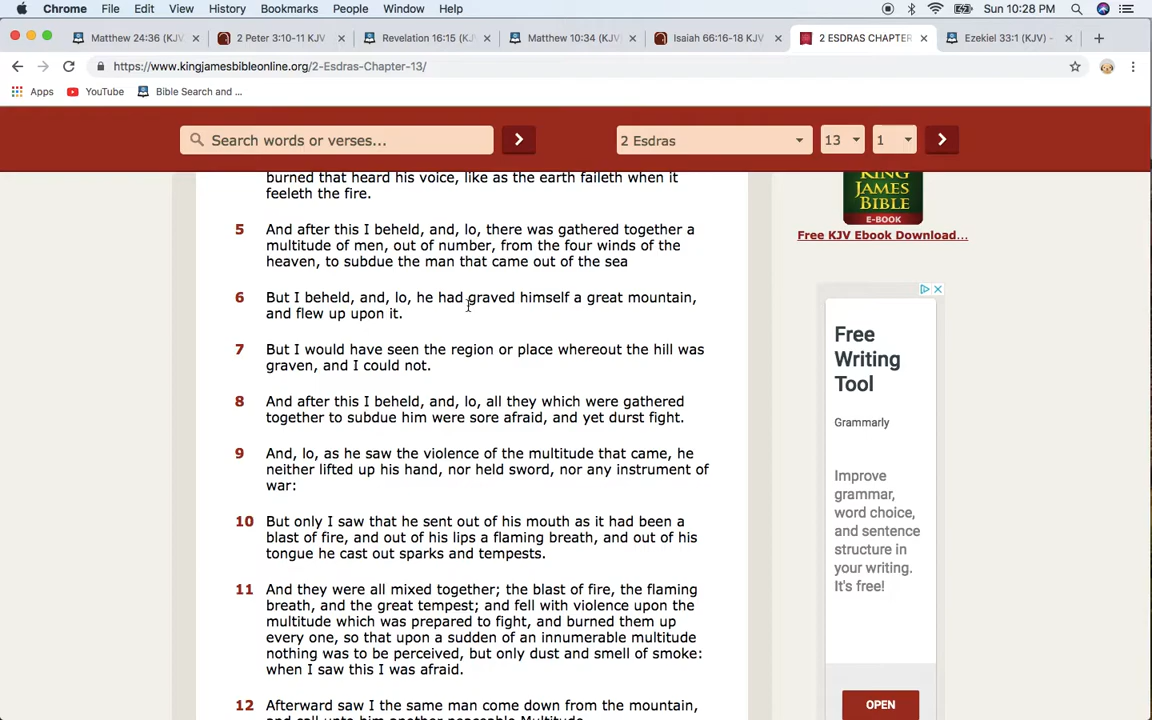 Chrome File Edit View History Bookmarks People Window Help Sun 10:28 PM
Matthew 24:36 (KJV × 2 Peter 3:10-11 KJV × Revelation 16:15 (KJV × Matthew 10:34 (KJV) × Isaiah 66:16-18 KJV × 2 ESDRAS CHAPTER × Ezekiel 33:1 (KJV) - × +
https://www.kingjamesbibleonline.org/2-Esdras-Chapter-13/
Apps YouTube Bible Search and ...
Search words or verses... 2 Esdras 13 1
burned that heard his voice, like as the earth faileth when it
feeleth the fire.
5 And after this I beheld, and, lo, there was gathered together a
multitude of men, out of number, from the four winds of the
heaven, to subdue the man that came out of the sea
6 But I beheld, and, lo, he had graved himself a great mountain,
and flew up upon it.
7 But I would have seen the region or place whereout the hill was
graven, and I could not.
8 And after this I beheld, and, lo, all they which were gathered
together to subdue him were sore afraid, and yet durst fight.
9 And, lo, as he saw the violence of the multitude that came, he
neither lifted up his hand, nor held sword, nor any instrument of
war:
10 But only I saw that he sent out of his mouth as it had been a
blast of fire, and out of his lips a flaming breath, and out of his
tongue he cast out sparks and tempests.
11 And they were all mixed together; the blast of fire, the flaming
breath, and the great tempest; and fell with violence upon the
multitude which was prepared to fight, and burned them up
every one, so that upon a sudden of an innumerable multitude
nothing was to be perceived, but only dust and smell of smoke:
when I saw this I was afraid.
12 Afterward saw I the same man come down from the mountain,
and call unto him another peaceable Multitude.
KING
JAMES
BIBLE
E-BOOK
Free KJV Ebook Download...
Free
Writing
Tool
Grammarly
Improve
grammar,
word choice,
and sentence
structure in
your writing.
It's free!
OPEN